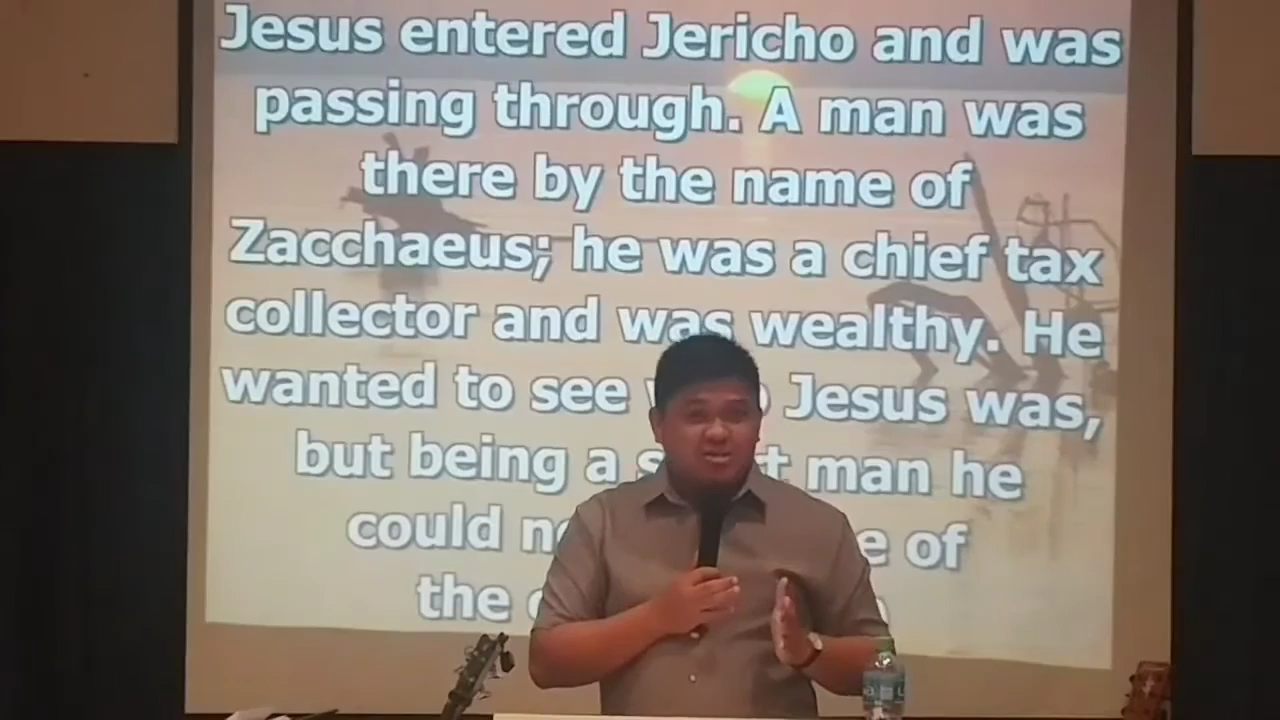 Jesus entered Jericho and was
passing through. A man was
there by the name of
Zacchaeus; he was a chief tax
collector and was wealthy. He
wanted to see Jesus was,
but being a man he
could of
the